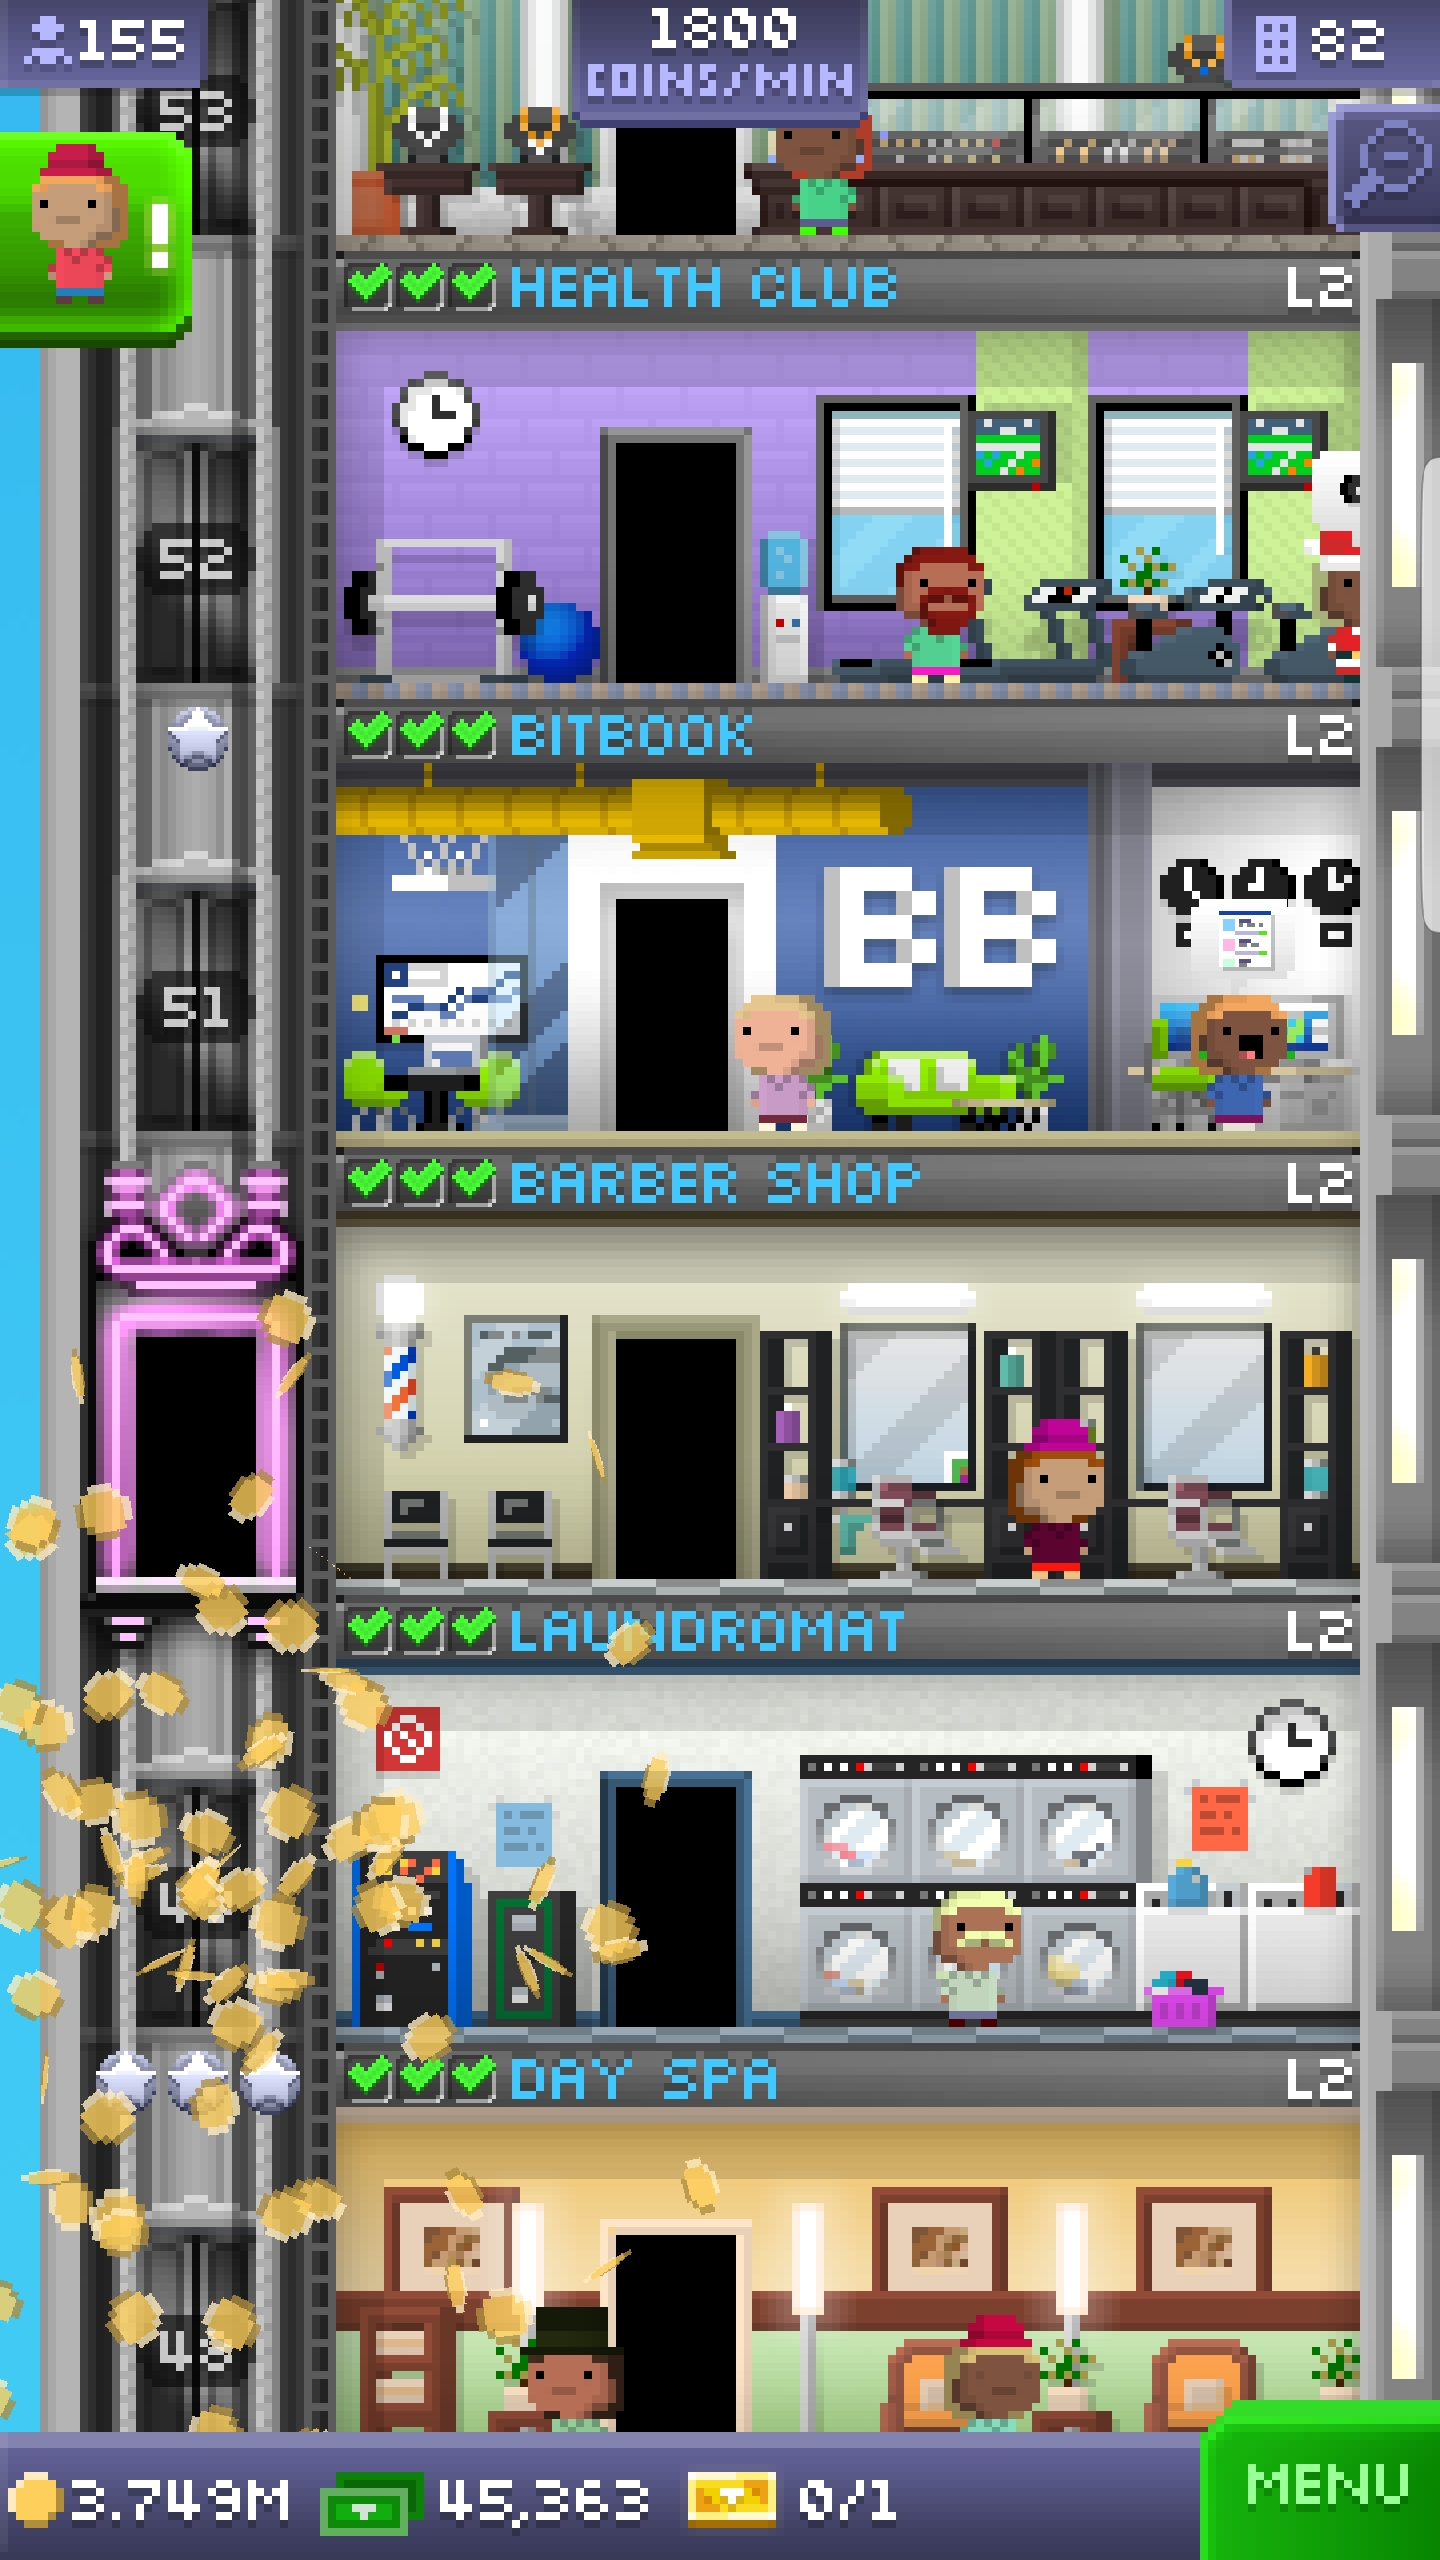 155
1800
COINS/MIN
82
53
!
HEALTH CLUB L2
52
BITBOOK L2
BB
51
BARBER SHOP L2
LAUNDROMAT L2
DAY SPA L2
3.749M 45,363 0/1
MENU